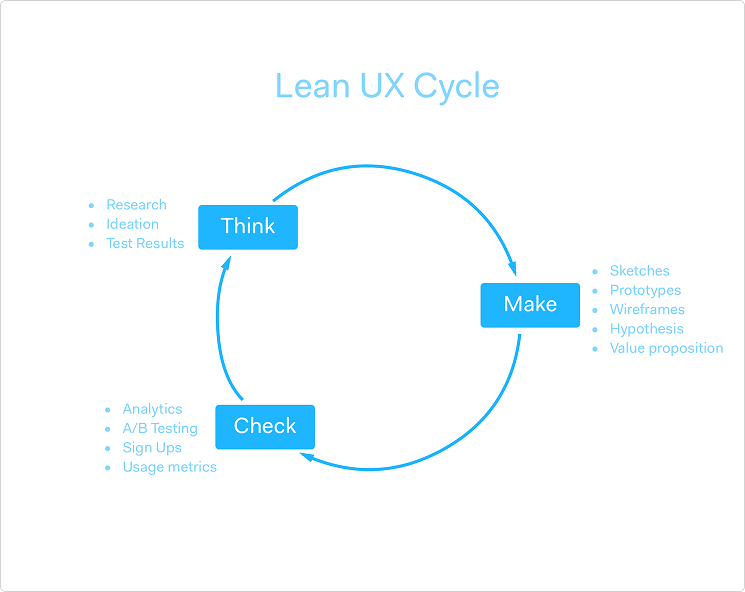 Lean UX Cycle
• Research
• Ideation
• Test Results
Think
Make
• Sketches
• Prototypes
• Wireframes
• Hypothesis
• Value proposition
• Analytics
• A/B Testing
• Sign Ups
• Usage metrics
Check